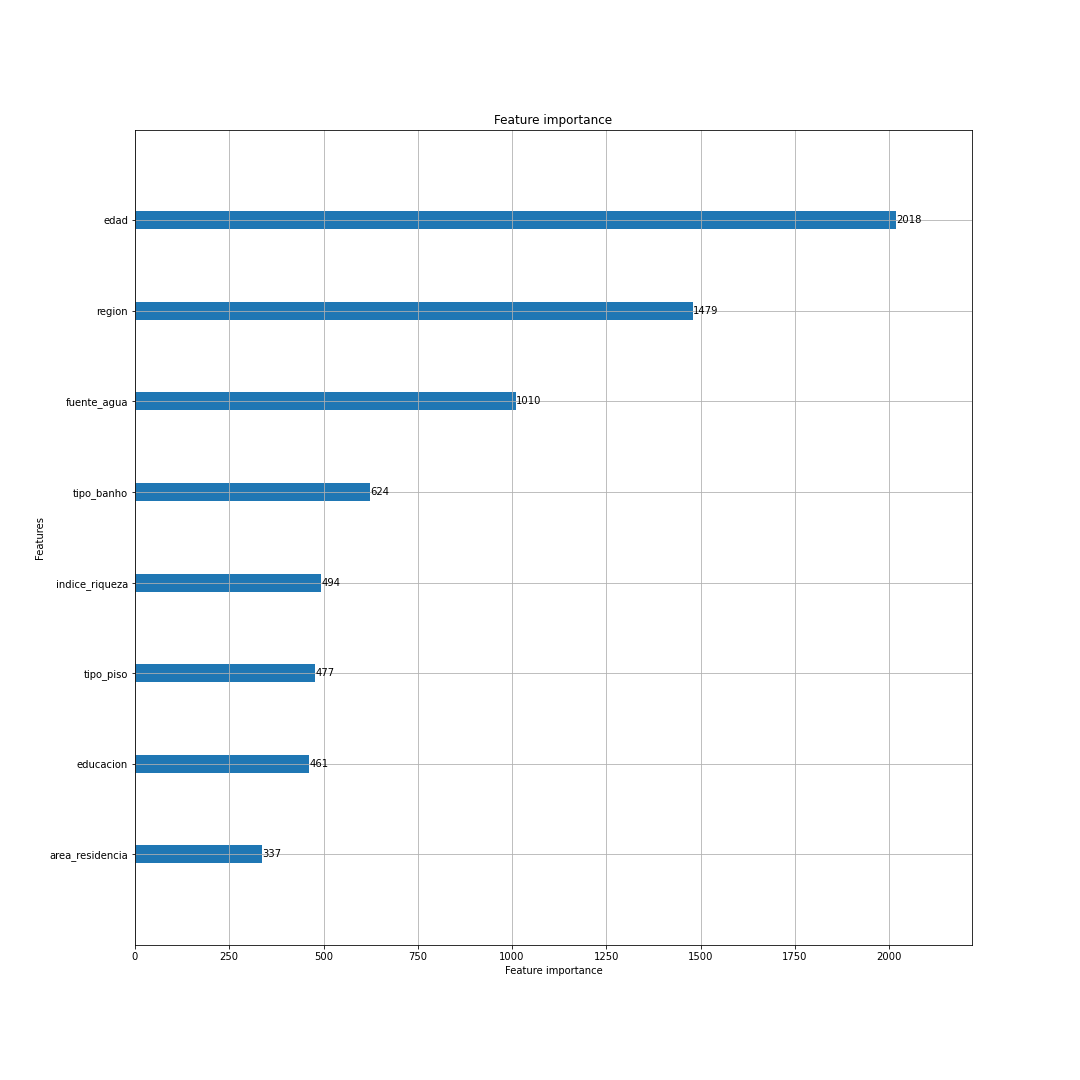 Feature importance
edad
2018
region
1479
fuente_agua
1010
tipo_banho
624
indice_riqueza
494
tipo_piso
477
educacion
461
area_residencia
337
Features
0 250 500 750 1000 1250 1500 1750 2000
Feature importance